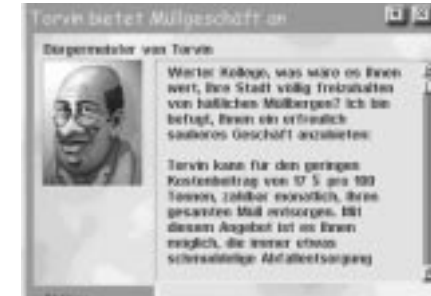 Torvin bietet Müllgeschäft an
Bürgermeister von Torvin
Werter Kollege, was wäre es Ihnen
wert, Ihre Stadt völlig freizuhalten
von häßlichen Müllbergen? Ich bin
befugt, Ihnen ein erfreulich
sauberes Geschäft anzubieten:
Torvin kann für den geringen
Kostenbeitrag von 17 $ pro 100
Tonnen, zahlbar monatlich, Ihren
gesamten Müll entsorgen. Mit
diesem Angebot ist es Ihnen
möglich, die immer etwas
schmuddelige Abfallentsorgung